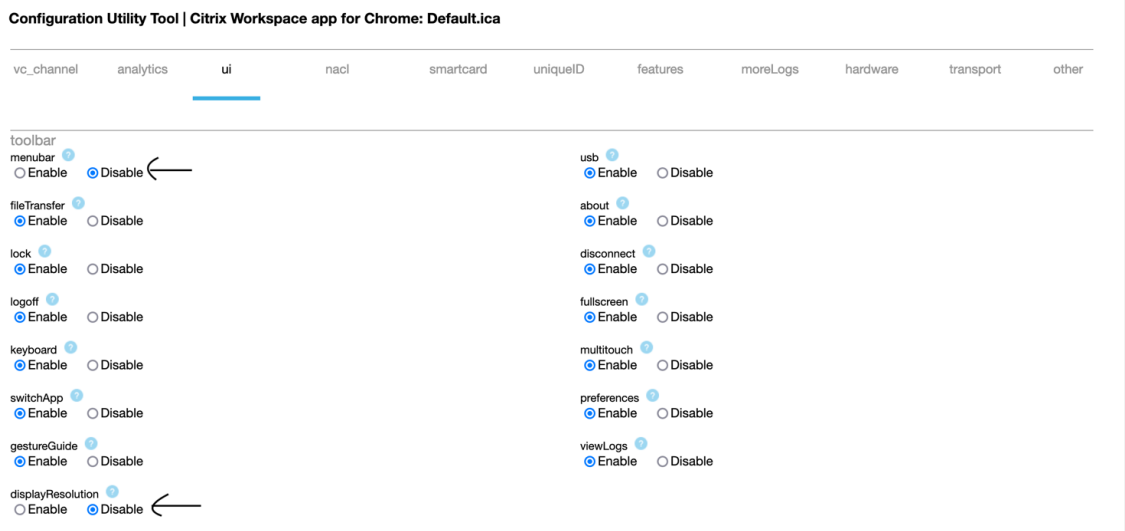 Configuration Utility Tool | Citrix Workspace app for Chrome: Default.ica
vc_channel analytics ui nacl smartcard uniqueID features moreLogs hardware transport other
toolbar
menubar ?
Enable Disable
fileTransfer ?
Enable Disable
lock ?
Enable Disable
logoff ?
Enable Disable
keyboard ?
Enable Disable
switchApp ?
Enable Disable
gestureGuide ?
Enable Disable
displayResolution ?
Enable Disable
usb ?
Enable Disable
about ?
Enable Disable
disconnect ?
Enable Disable
fullscreen ?
Enable Disable
multitouch ?
Enable Disable
preferences ?
Enable Disable
viewLogs ?
Enable Disable